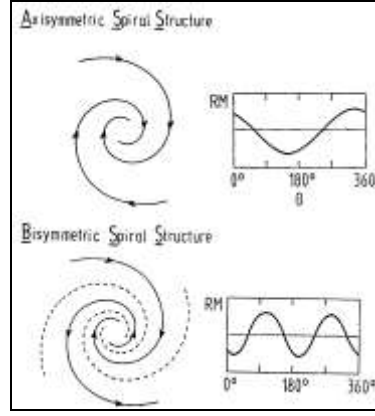 Axisymmetric Spiral Structure
RM
0° 180° 360°
θ
Bisymmetric Spiral Structure
RM
0° 180° 360°
θ